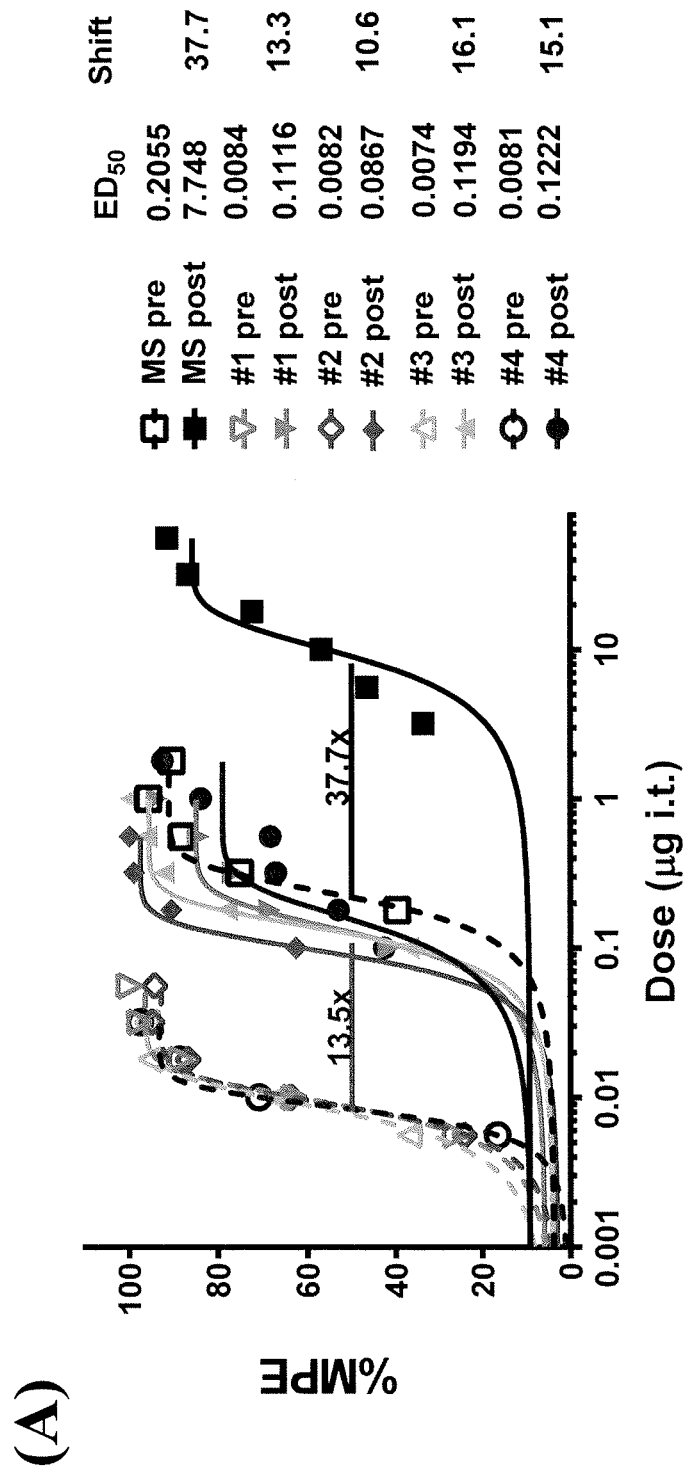 (A)
%MPE
100
80
60
40
20
0
13.5x
37.7x
0.001
0.01
0.1
1
10
Dose (μg i.t.)
ED50 Shift
MS pre 0.2055
MS post 7.748 37.7
#1 pre 0.0084
#1 post 0.1116 13.3
#2 pre 0.0082
#2 post 0.0867 10.6
#3 pre 0.0074
#3 post 0.1194 16.1
#4 pre 0.0081
#4 post 0.1222 15.1